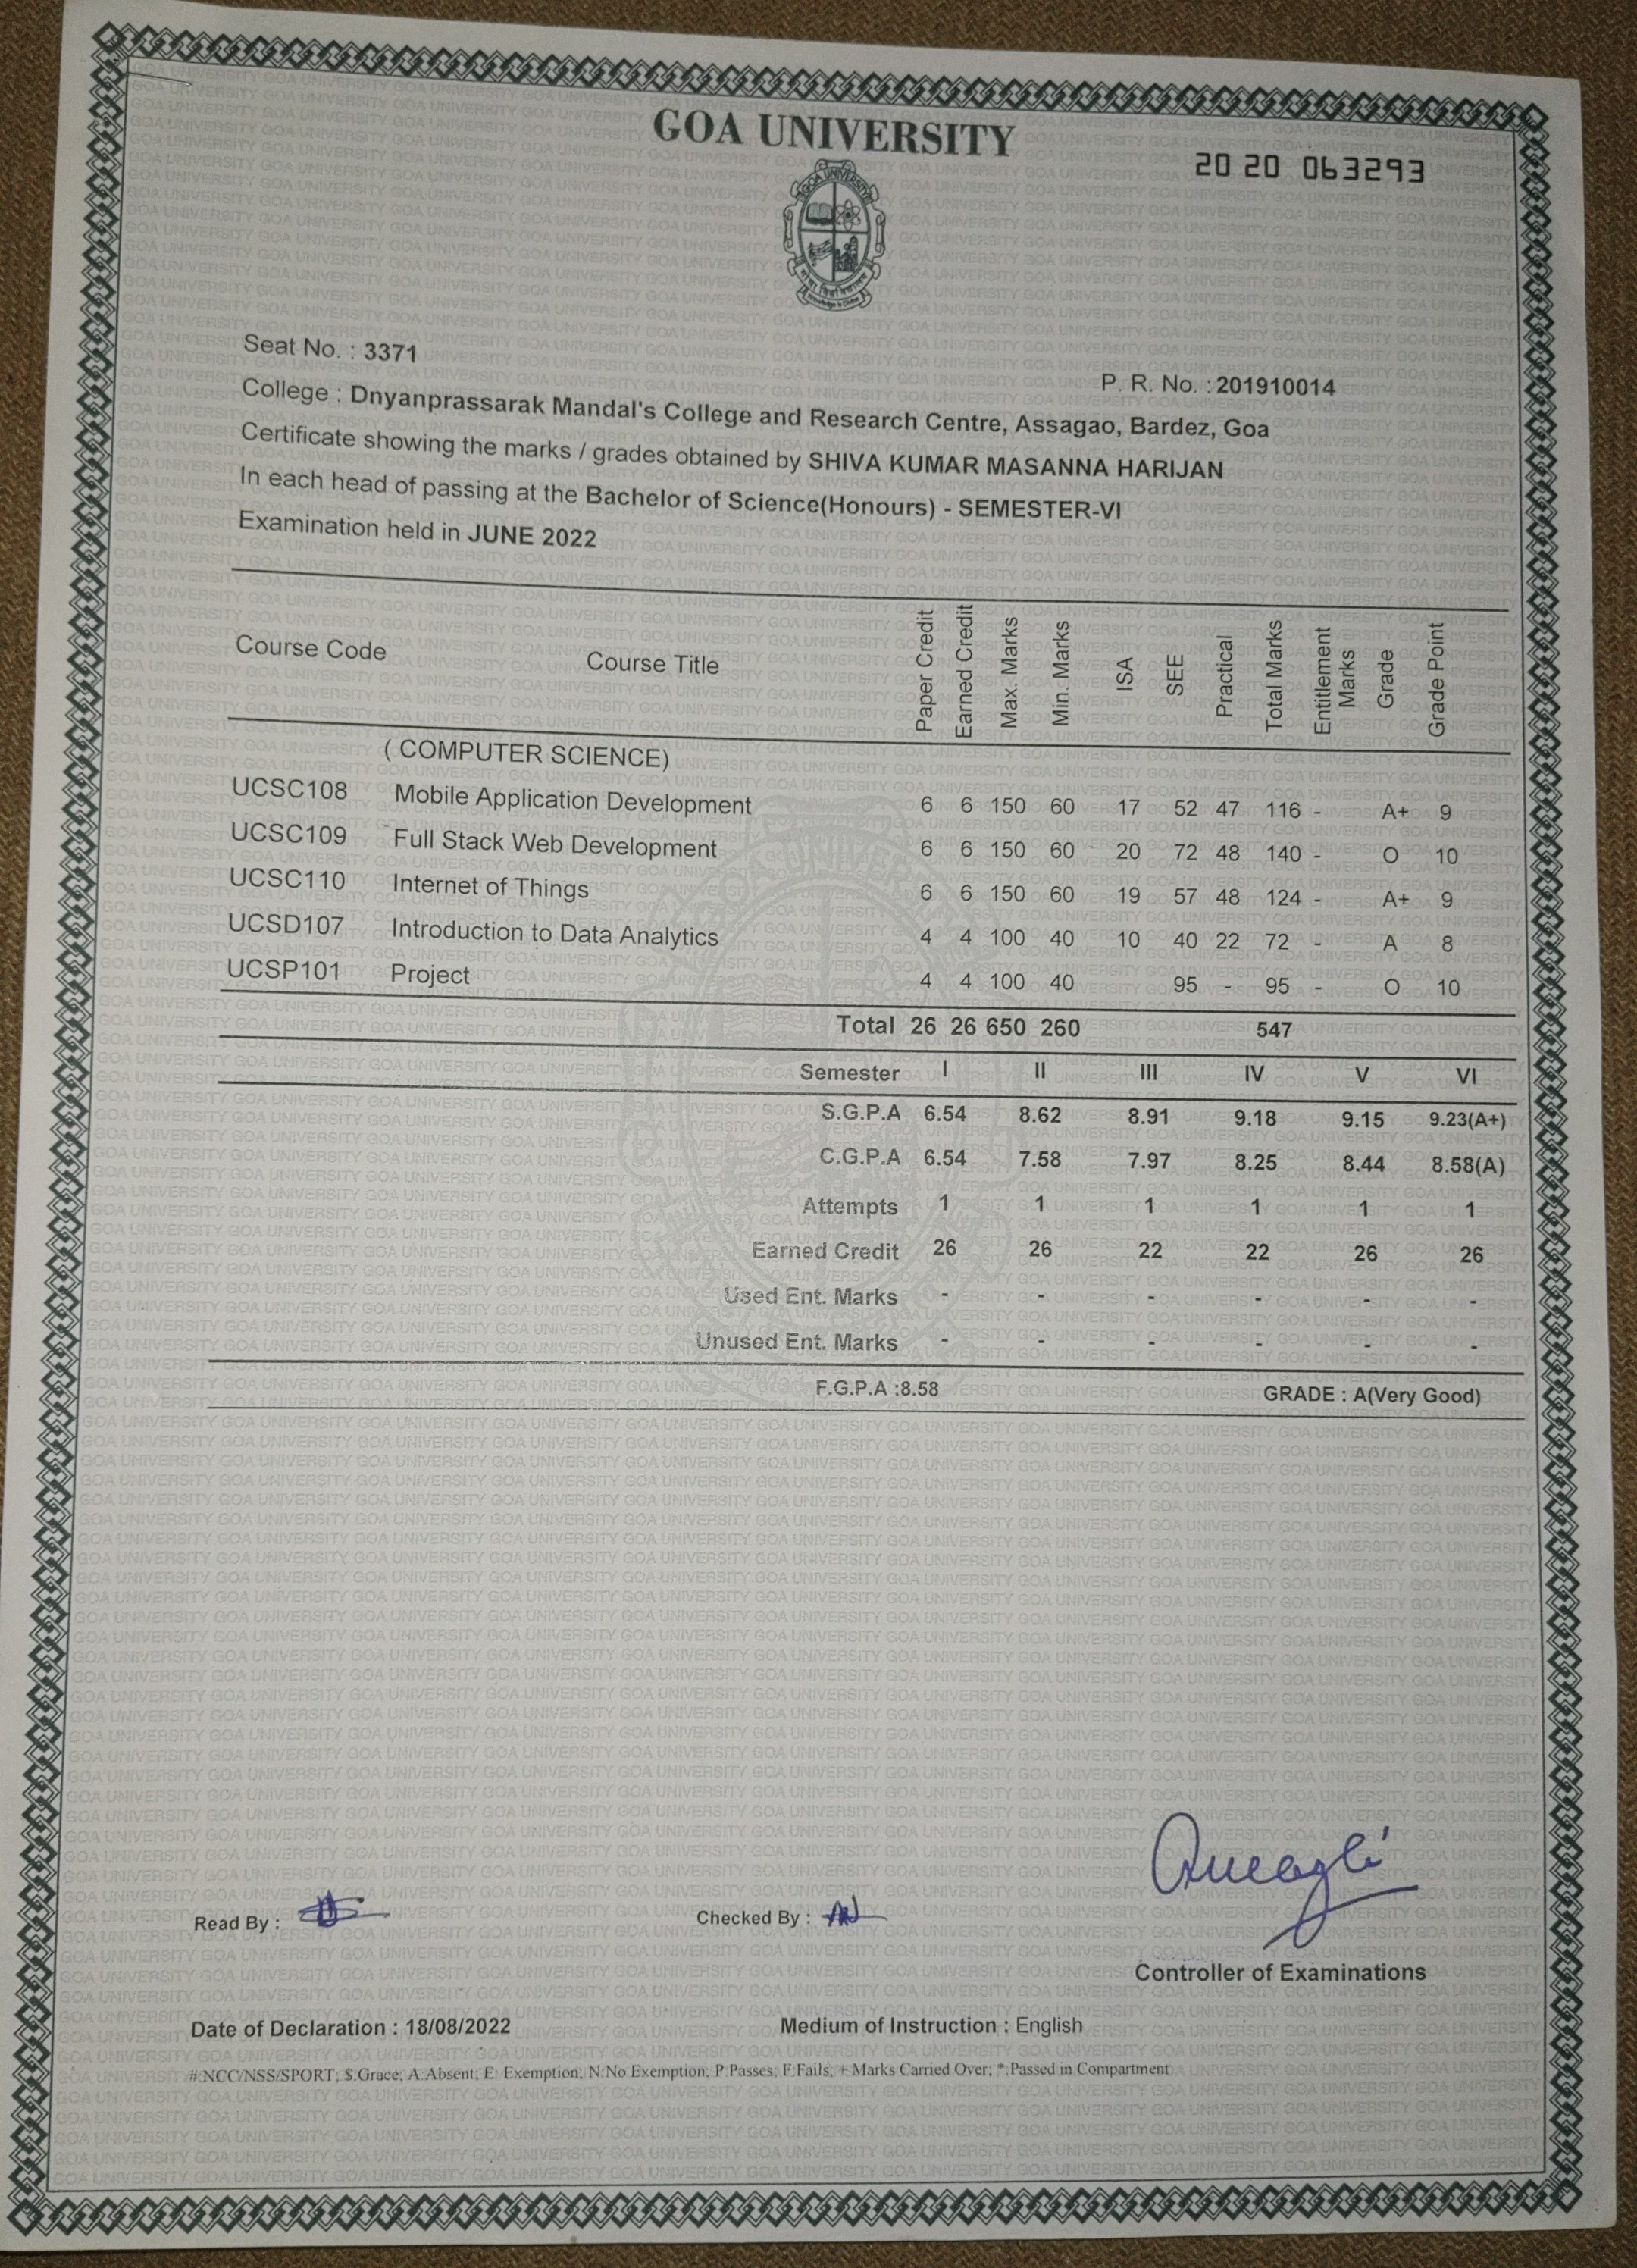 GOA UNIVERSITY
20 20 063293
GOA UNIVERSITY
Seat No. : 3371
P. R. No. : 201910014
College : Dnyanprassarak Mandal's College and Research Centre, Assagao, Bardez, Goa
Certificate showing the marks / grades obtained by SHIVA KUMAR MASANNA HARIJAN
In each head of passing at the Bachelor of Science(Honours) - SEMESTER-VI
Examination held in JUNE 2022
Course Code Course Title Paper Credit Earned Credit Max. Marks Min. Marks ISA SEE Practical Total Marks Entitlement Marks Grade Grade Point
( COMPUTER SCIENCE)
UCSC108 Mobile Application Development 6 6 150 60 17 52 47 116 - A+ 9
UCSC109 Full Stack Web Development 6 6 150 60 20 72 48 140 - O 10
UCSC110 Internet of Things 6 6 150 60 19 57 48 124 - A+ 9
UCSD107 Introduction to Data Analytics 4 4 100 40 10 40 22 72 - A 8
UCSP101 Project 4 4 100 40 95 - 95 - O 10
Total 26 26 650 260 547
Semester I II III IV V VI
S.G.P.A 6.54 8.62 8.91 9.18 9.15 9.23(A+)
C.G.P.A 6.54 7.58 7.97 8.25 8.44 8.58(A)
Attempts 1 1 1 1 1 1
Earned Credit 26 26 22 22 26 26
Used Ent. Marks - - - - - -
Unused Ent. Marks - - - - - -
F.G.P.A :8.58 GRADE : A(Very Good)
Read By : Checked By :
Controller of Examinations
Date of Declaration : 18/08/2022 Medium of Instruction : English
#:NCC/NSS/SPORT; $:Grace; A:Absent; E: Exemption; N:No Exemption; P:Passes; F:Fails; + Marks Carried Over; *:Passed in Compartment